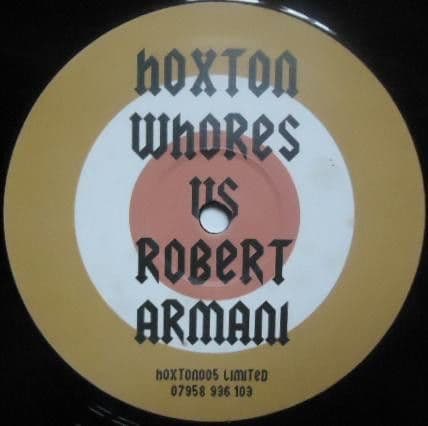 HOXTON
WHORES
VS
ROBERT
ARMANI
HOXTON005 LIMITED
07958 936 103